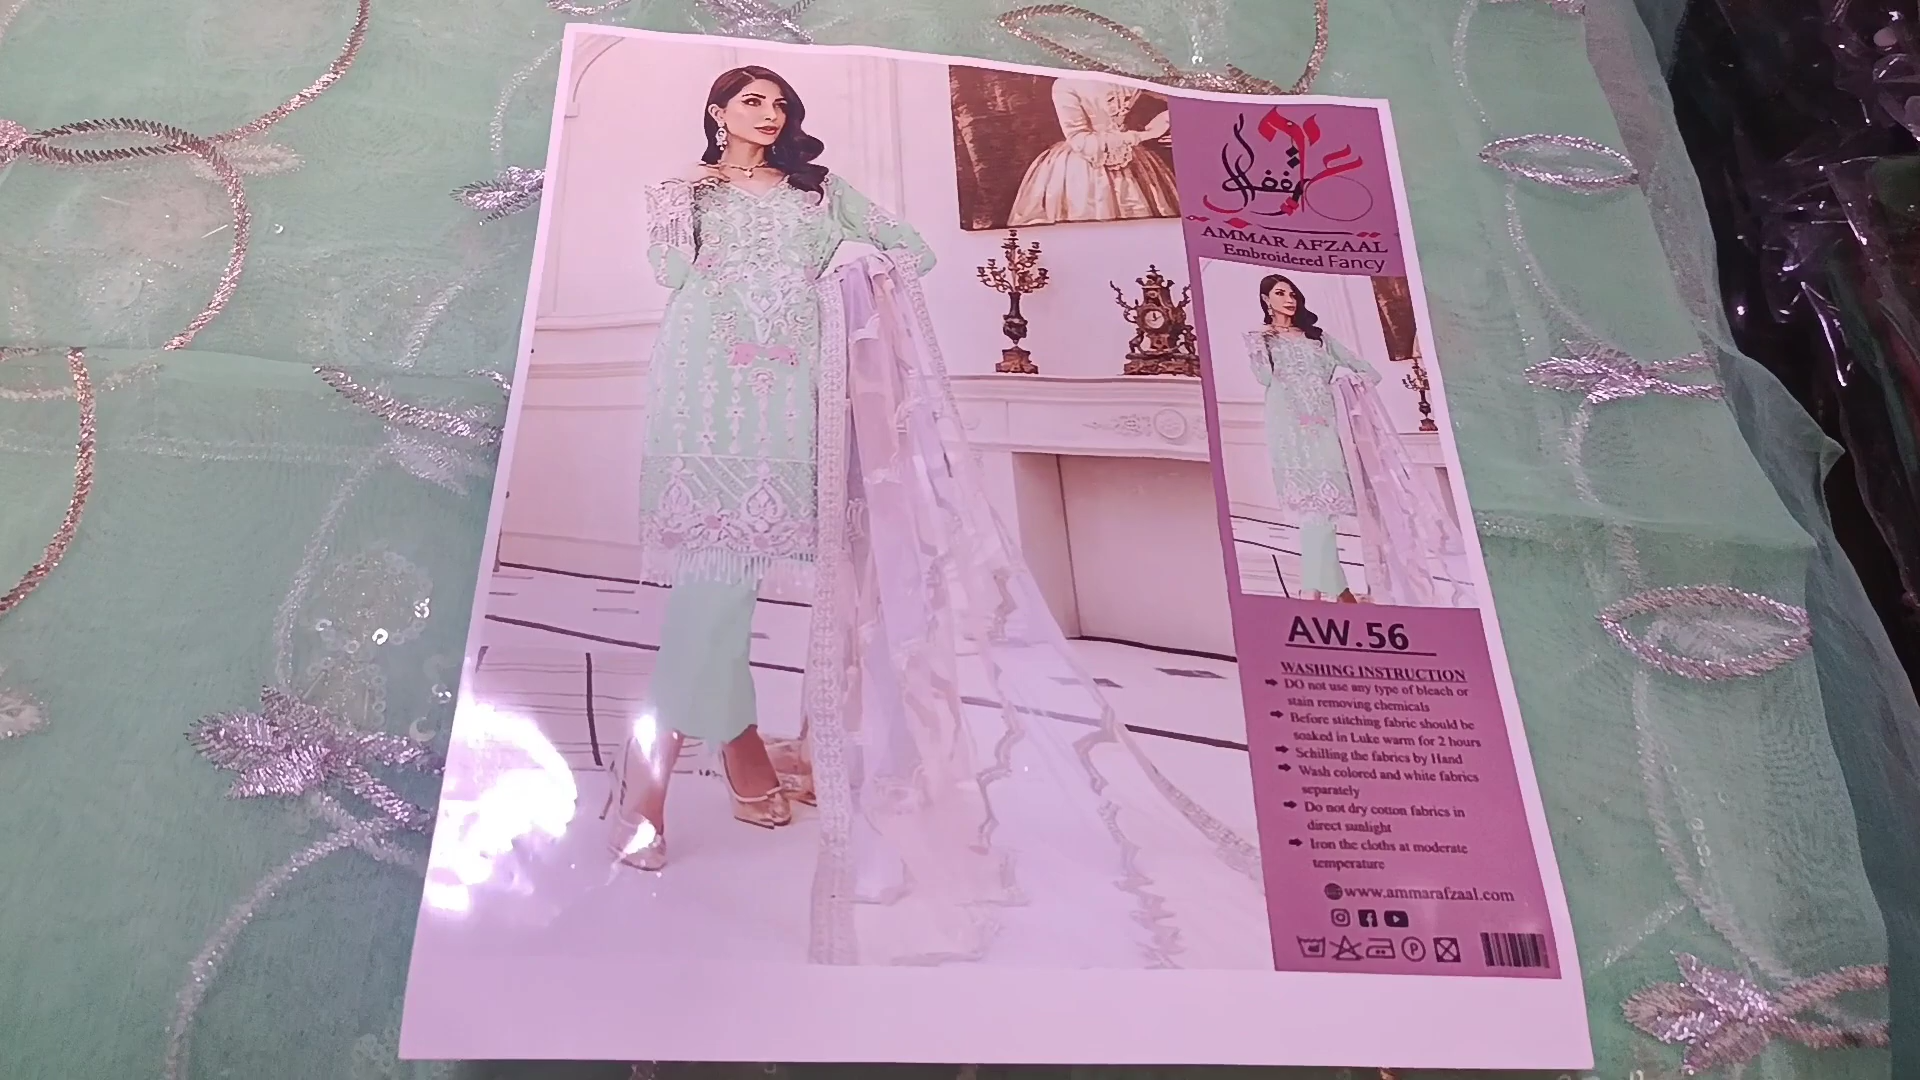 AMMAR AFZAAL
Embroidered Fancy
AW.56
WASHING INSTRUCTION
DO not use any type of bleach or
stain removing chemicals
Before stitching fabric should be
soaked in Luke warm for 2 hours
Schilling the fabrics by Hand
Wash colored and white fabrics
separately
Do not dry cotton fabrics in
direct sunlight
Iron the cloths at moderate
temperature
www.ammarafzaal.com
P